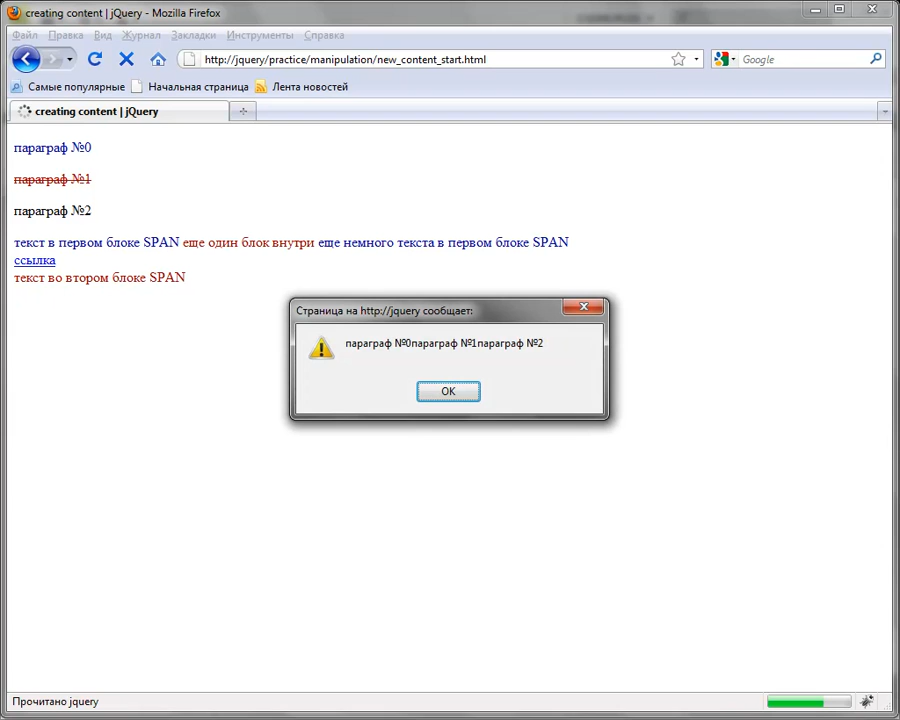 creating content | jQuery - Mozilla Firefox
Файл Правка Вид Журнал Закладки Инструменты Справка
http://jquery/practice/manipulation/new_content_start.html Google
Самые популярные Начальная страница Лента новостей
creating content | jQuery
параграф №0
параграф №1
параграф №2
текст в первом блоке SPAN еще один блок внутри еще немного текста в первом блоке SPAN
ссылка
текст во втором блоке SPAN
Страница на http://jquery сообщает:
параграф №0параграф №1параграф №2
OK
Прочитано jquery